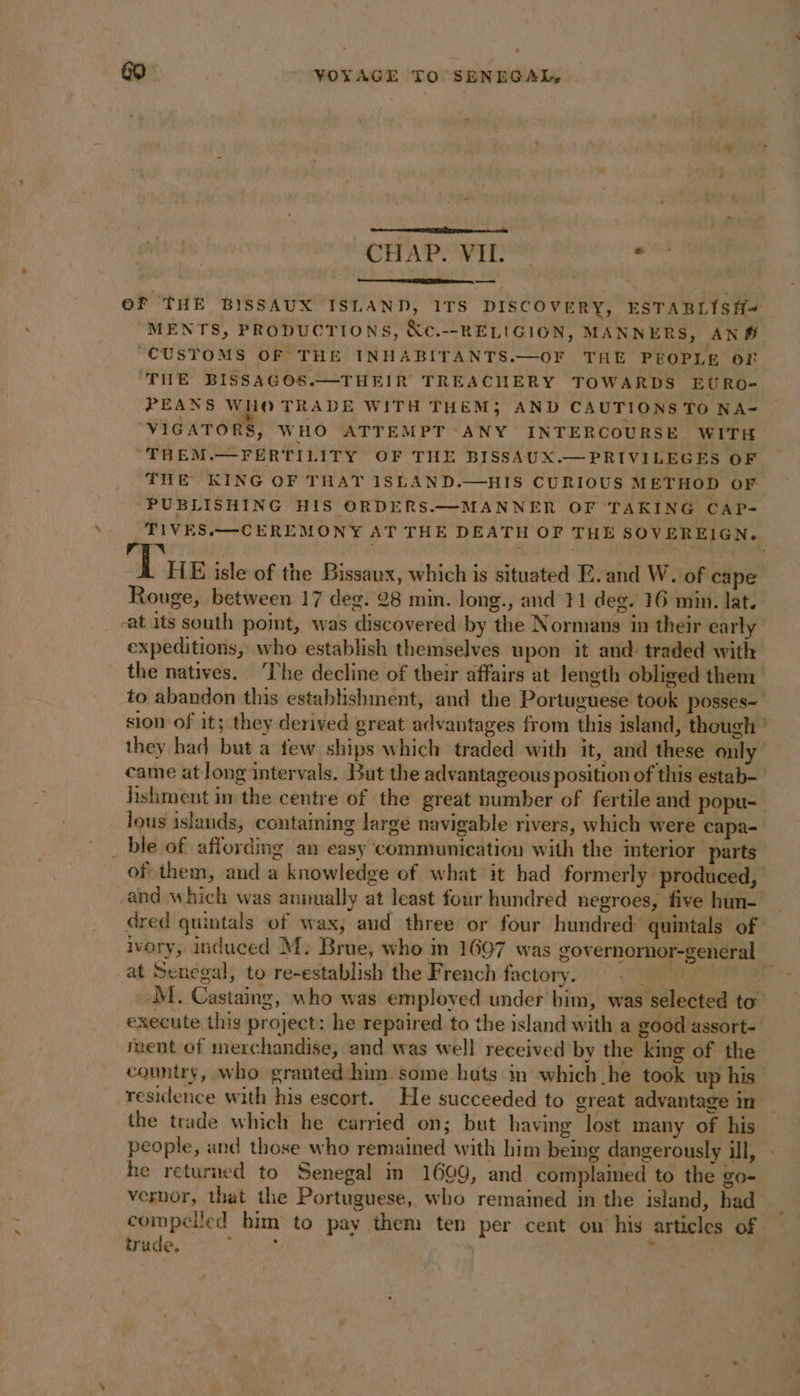 60 VOYAGE TO SENEGAL,
CHAP. VII.
OF THE BISSAUX ISLAND, ITS DISCOVERY, ESTABLISH-
MENTS, PRODUCTIONS, &c.--RELIGION, MANNERS, AND
CUSTOMS OF THE INHABITANTS.—OF THE PEOPLE OF
THE BISSAGOS.—THEIR TREACHERY TOWARDS EURO-
PEANS WHO TRADE WITH THEM; AND CAUTIONS TO NA-
VIGATORS, WHO ATTEMPT ANY INTERCOURSE WITH
THEM.—FERTILITY OF THE BISSAUX.—PRIVILEGES OF
THE KING OF THAT ISLAND.—HIS CURIOUS METHOD OF
PUBLISHING HIS ORDERS.—MANNER OF TAKING CAP-
TIVES.—CEREMONY AT THE DEATH OF THE SOVEREIGN.
THE isle of the Bissaux, which is situated E. and W. of cape
Rouge, between 17 deg. 28 min. long., and 11 deg. 16 min. lat.
at its south point, was discovered by the Normans in their early
expeditions, who establish themselves upon it and traded with
the natives. The decline of their affairs at length obliged them
to abandon this establishment, and the Portuguese took posses-
sion of it; they derived great advantages from this island, though
they had but a few ships which traded with it, and these only
came at long intervals. But the advantageous position of this estab-
lishment in the centre of the great number of fertile and popu-
lous islands, containing large navigable rivers, which were capa-
ble of affording an easy communication with the interior parts
of them, and a knowledge of what it had formerly produced,
and which was annually at least four hundred negroes, five hun-
dred quintals of wax, and three or four hundred quintals of
ivory, induced M. Brue, who in 1697 was governornor-general
at Senegal, to re-establish the French factory.
M. Castaing, who was employed under him, was selected to
execute this project: he repaired to the island with a good assort-
ment of merchandise, and was well received by the king of the
country, who granted him some huts in which he took up his
residence with his escort. He succeeded to great advantage in
the trade which he carried on; but having lost many of his
people, and those who remained with him being dangerously ill,
he returned to Senegal in 1699, and complained to the go-
vernor, that the Portuguese, who remained in the island, had
compelled him to pay them ten per cent on his articles of
trade.